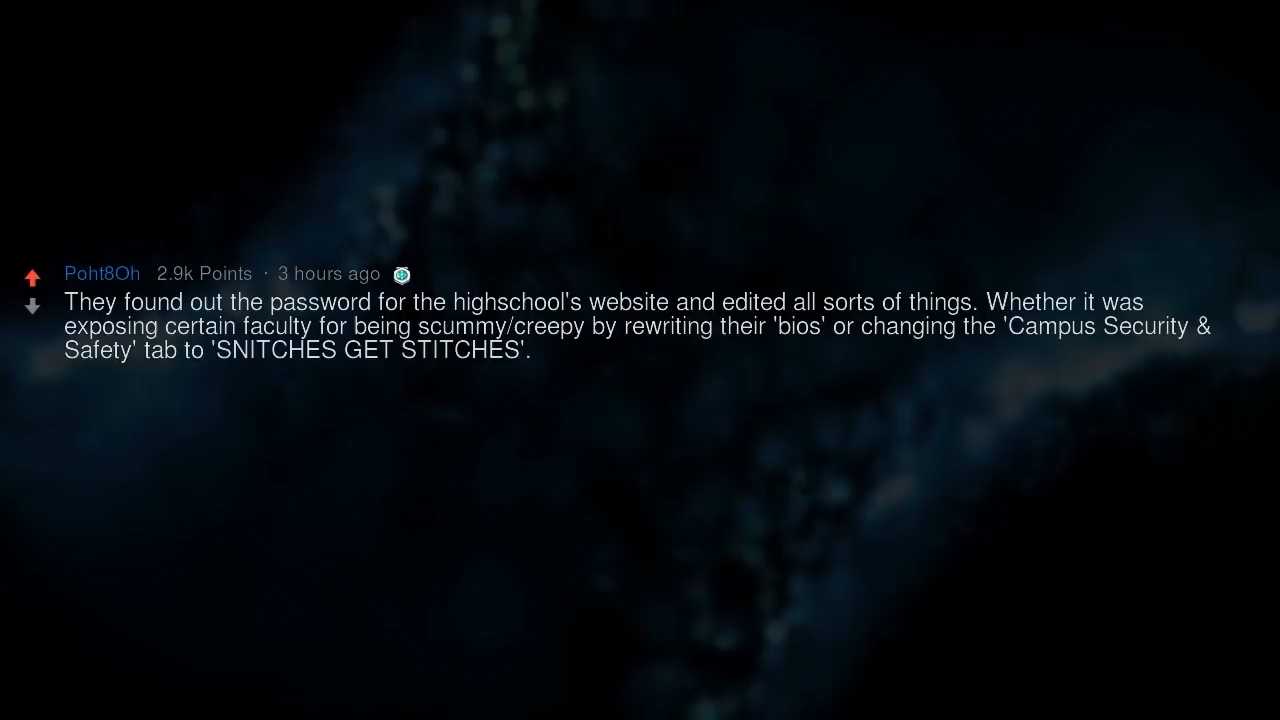 Poht8Oh 2.9k Points · 3 hours ago
They found out the password for the highschool's website and edited all sorts of things. Whether it was
exposing certain faculty for being scummy/creepy by rewriting their 'bios' or changing the 'Campus Security &
Safety' tab to 'SNITCHES GET STITCHES'.